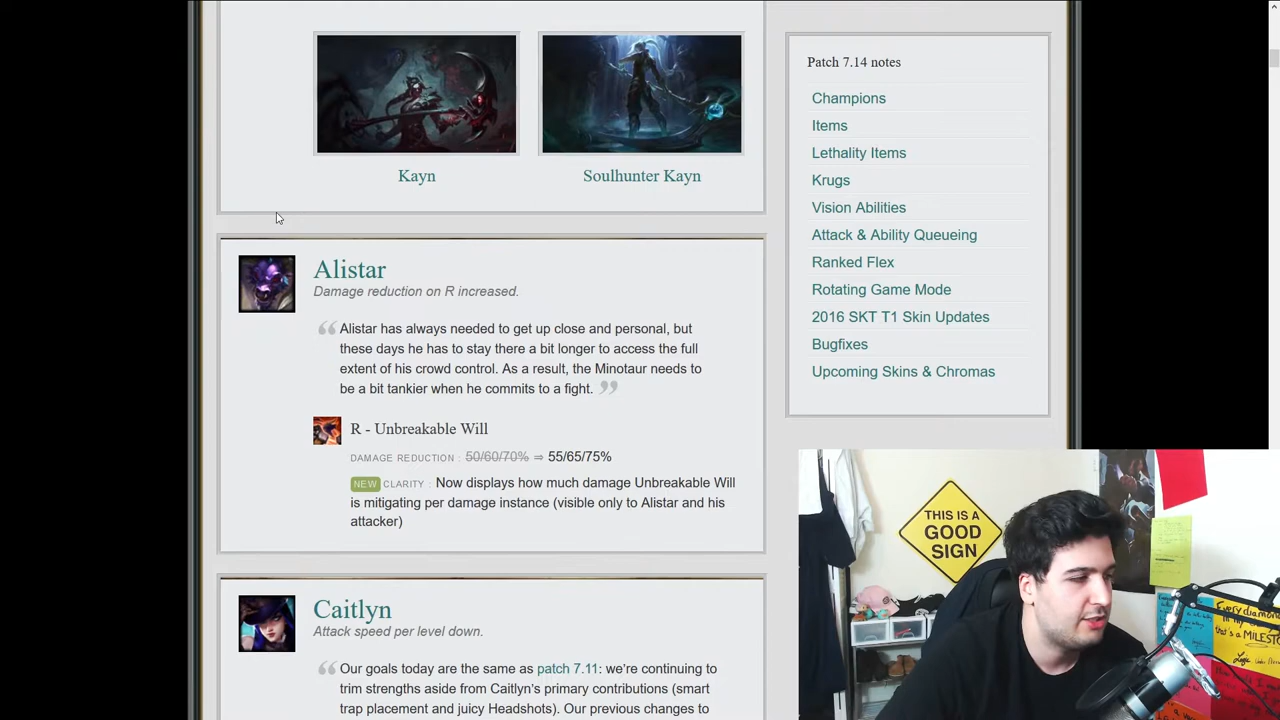 Kayn
Soulhunter Kayn
Alistar
Damage reduction on R increased.
Alistar has always needed to get up close and personal, but
these days he has to stay there a bit longer to access the full
extent of his crowd control. As a result, the Minotaur needs to
be a bit tankier when he commits to a fight.
R - Unbreakable Will
DAMAGE REDUCTION : 50/60/70% ⇒ 55/65/75%
NEW CLARITY : Now displays how much damage Unbreakable Will
is mitigating per damage instance (visible only to Alistar and his
attacker)
Caitlyn
Attack speed per level down.
Our goals today are the same as patch 7.11: we're continuing to
trim strengths aside from Caitlyn's primary contributions (smart
trap placement and juicy Headshots). Our previous changes to
Patch 7.14 notes
Champions
Items
Lethality Items
Krugs
Vision Abilities
Attack & Ability Queueing
Ranked Flex
Rotating Game Mode
2016 SKT T1 Skin Updates
Bugfixes
Upcoming Skins & Chromas
THIS IS A
GOOD
SIGN
Every diamond
that's a MILESTO
Logic